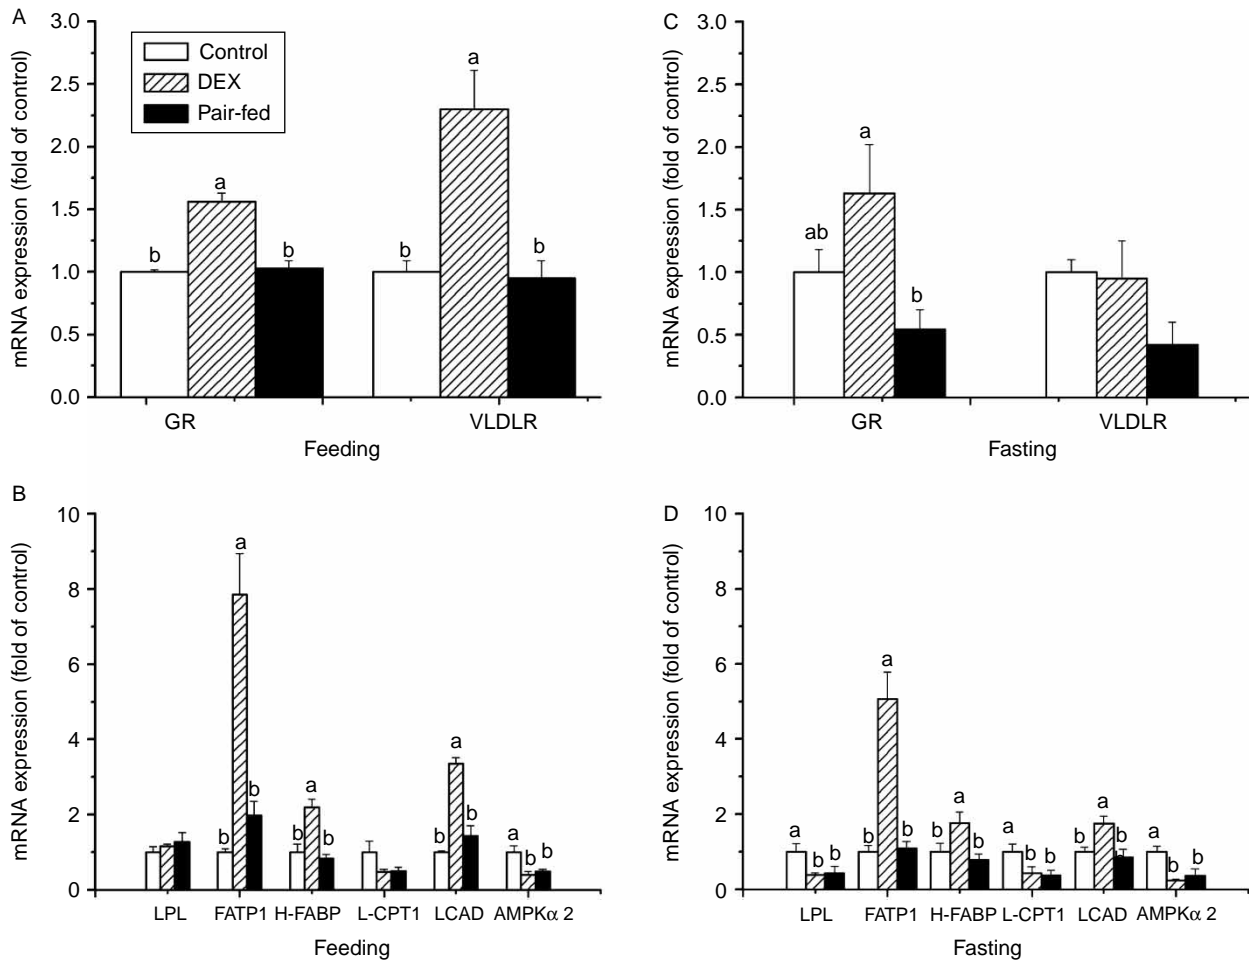 A
mRNA expression (fold of control)
3.0
2.5
2.0
1.5
1.0
0.5
0.0
Control
DEX
Pair-fed
b
a
b
b
a
b
GR
VLDLR
Feeding
C
mRNA expression (fold of control)
3.0
2.5
2.0
1.5
1.0
0.5
0.0
ab
a
b
GR
VLDLR
Fasting
B
mRNA expression (fold of control)
10
8
6
4
2
0
b
a
b
b
a
b
b
a
b
a
b
b
LPL
FATP1
H-FABP
L-CPT1
LCAD
AMPKα 2
Feeding
D
mRNA expression (fold of control)
10
8
6
4
2
0
a
b
b
b
a
b
b
a
b
a
b
b
b
a
b
a
b
b
LPL
FATP1
H-FABP
L-CPT1
LCAD
AMPKα 2
Fasting